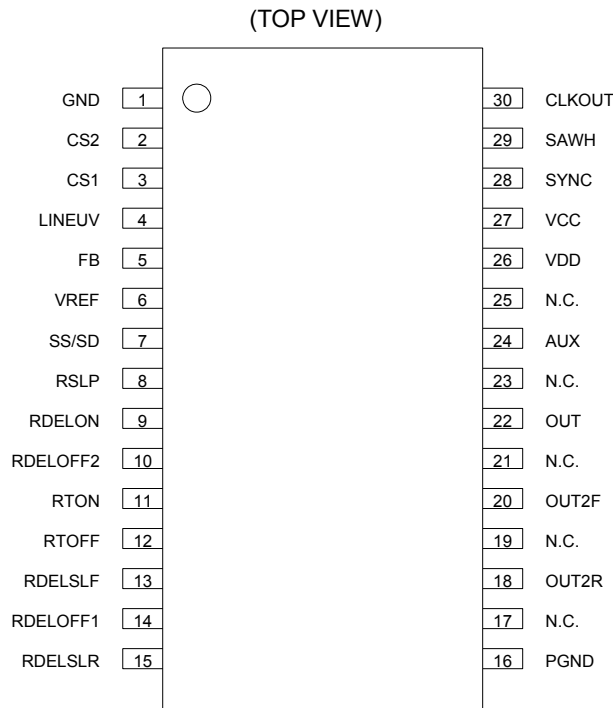 (TOP VIEW)
GND 1 30 CLKOUT
CS2 2 29 SAWH
CS1 3 28 SYNC
LINEUV 4 27 VCC
FB 5 26 VDD
VREF 6 25 N.C.
SS/SD 7 24 AUX
RSLP 8 23 N.C.
RDELON 9 22 OUT
RDELOFF2 10 21 N.C.
RTON 11 20 OUT2F
RTOFF 12 19 N.C.
RDELSLF 13 18 OUT2R
RDELOFF1 14 17 N.C.
RDELSLR 15 16 PGND